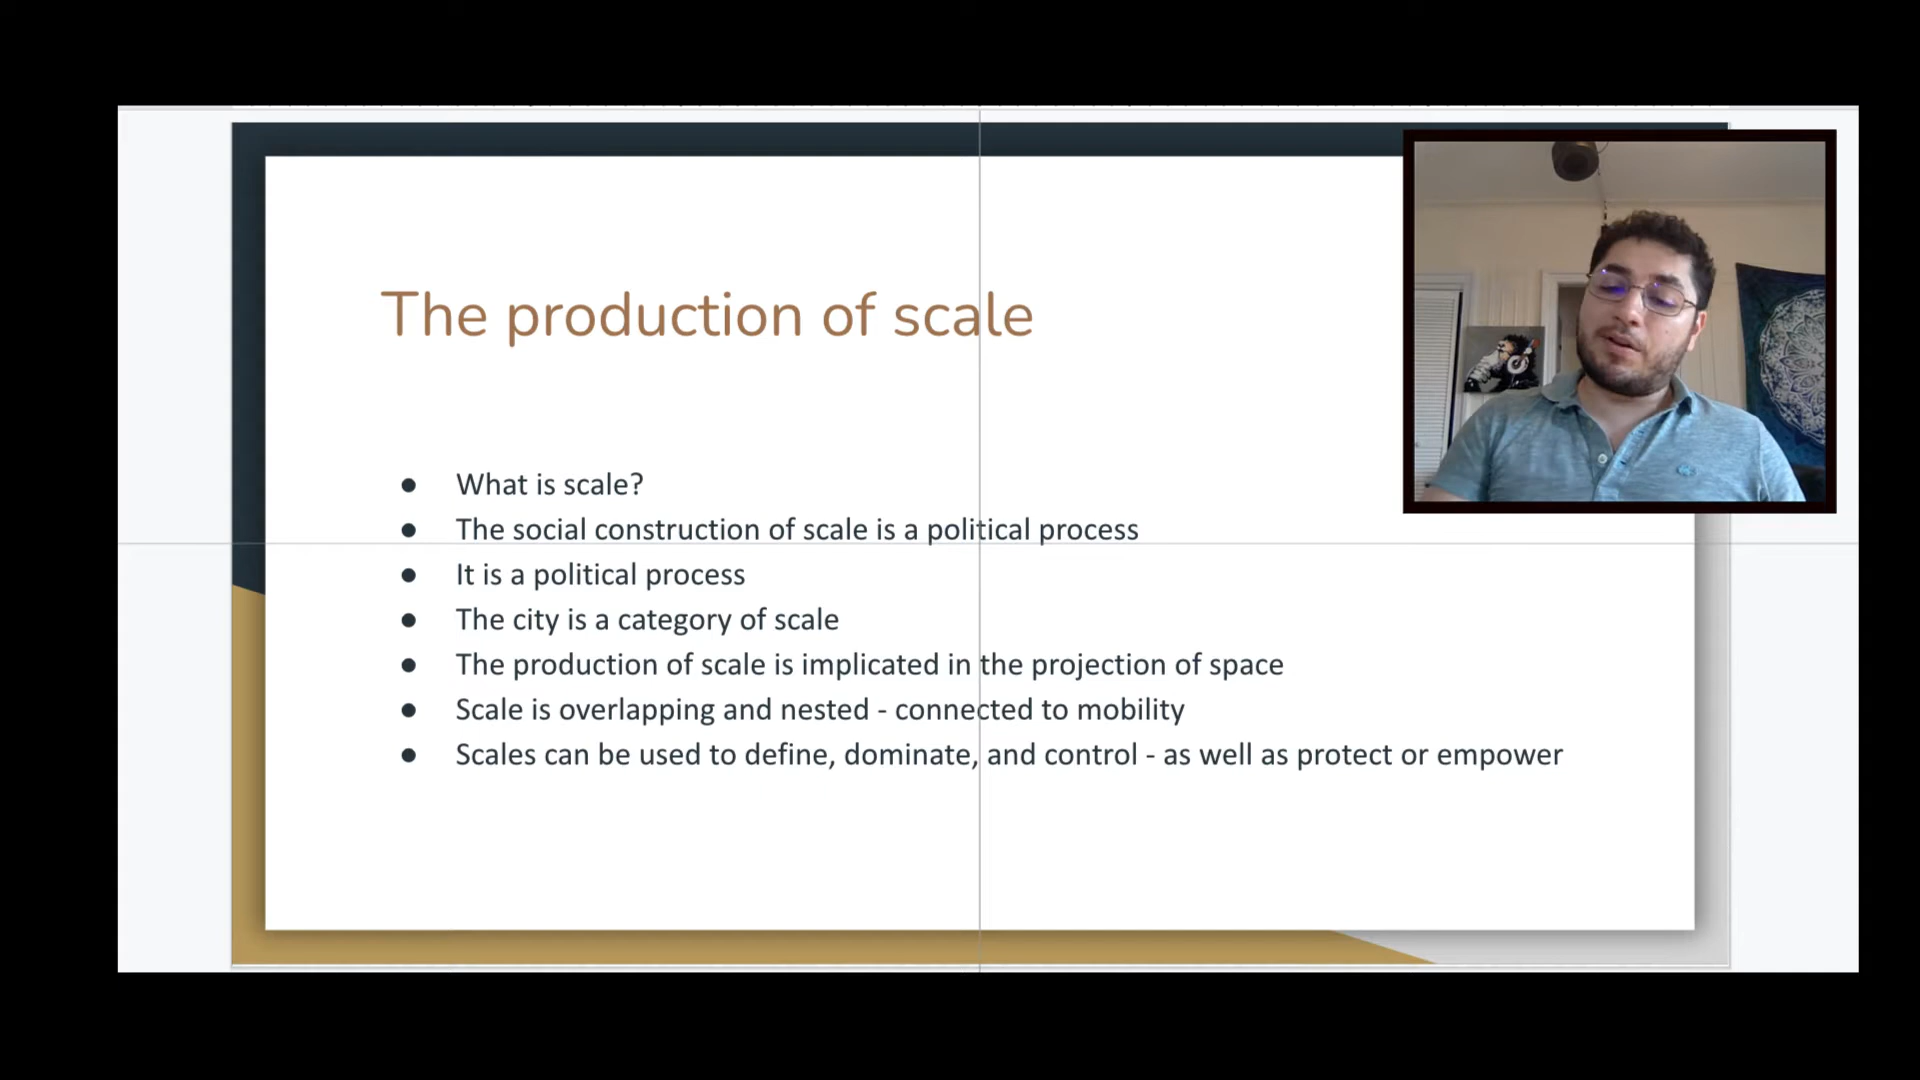 The production of scale
● What is scale?
● The social construction of scale is a political process
● It is a political process
● The city is a category of scale
● The production of scale is implicated in the projection of space
● Scale is overlapping and nested - connected to mobility
● Scales can be used to define, dominate, and control - as well as protect or empower